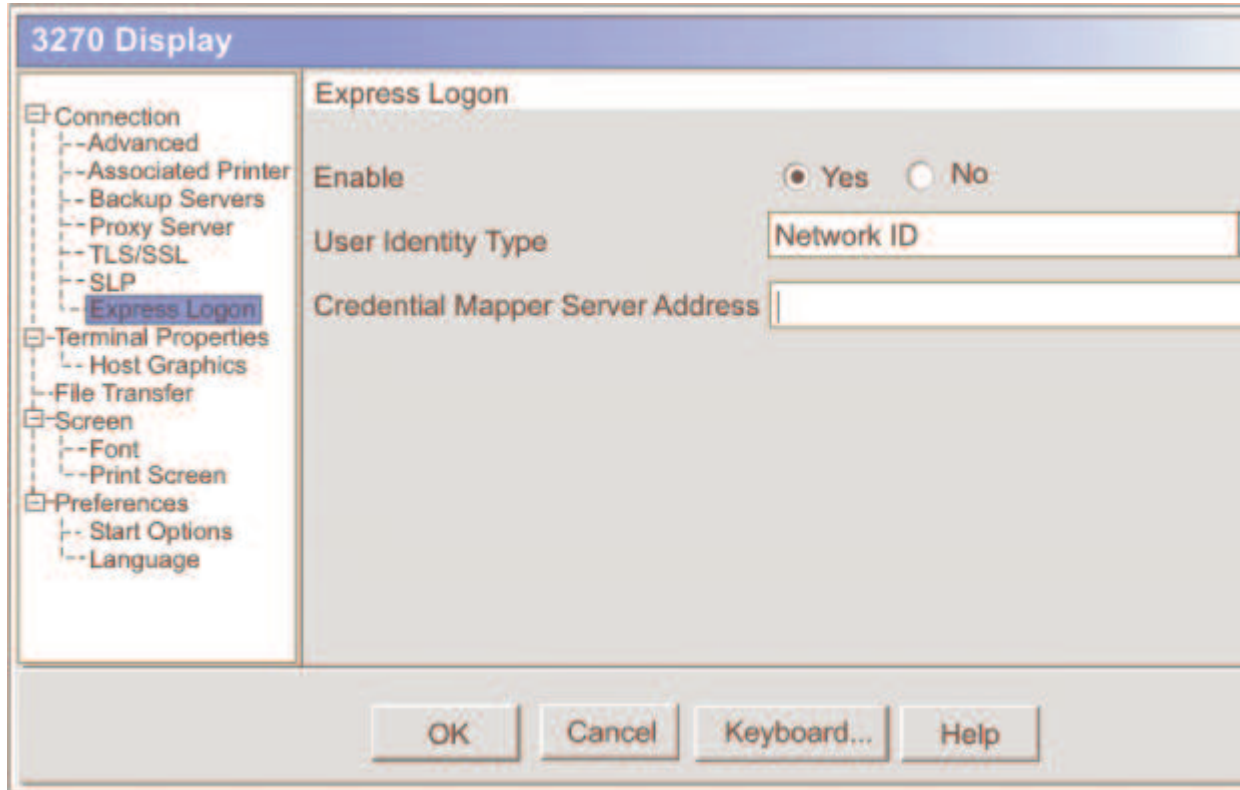 3270 Display
Connection
Advanced
Associated Printer
Backup Servers
Proxy Server
TLS/SSL
SLP
Express Logon
Terminal Properties
Host Graphics
File Transfer
Screen
Font
Print Screen
Preferences
Start Options
Language
Express Logon
Enable Yes No
User Identity Type Network ID
Credential Mapper Server Address
OK Cancel Keyboard... Help